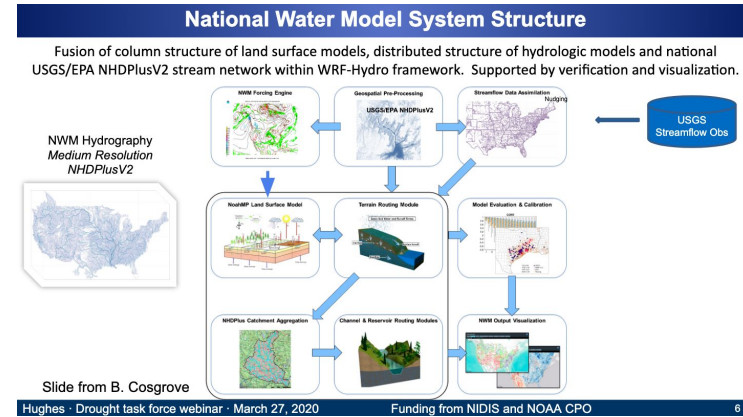 National Water Model System Structure
Fusion of column structure of land surface models, distributed structure of hydrologic models and national
USGS/EPA NHDPlusV2 stream network within WRF-Hydro framework. Supported by verification and visualization.
NWM Forcing Engine
Geospatial Pre-Processing
USGS/EPA NHDPlusV2
Streamflow Data Assimilation
Nudging
USGS
Streamflow Obs
NWM Hydrography
Medium Resolution
NHDPlusV2
NoahMP Land Surface Model
Terrain Routing Module
Model Evaluation & Calibration
NHDPlus Catchment Aggregation
Channel & Reservoir Routing Modules
NWM Output Visualization
Slide from B. Cosgrove
Hughes · Drought task force webinar · March 27, 2020
Funding from NIDIS and NOAA CPO
6